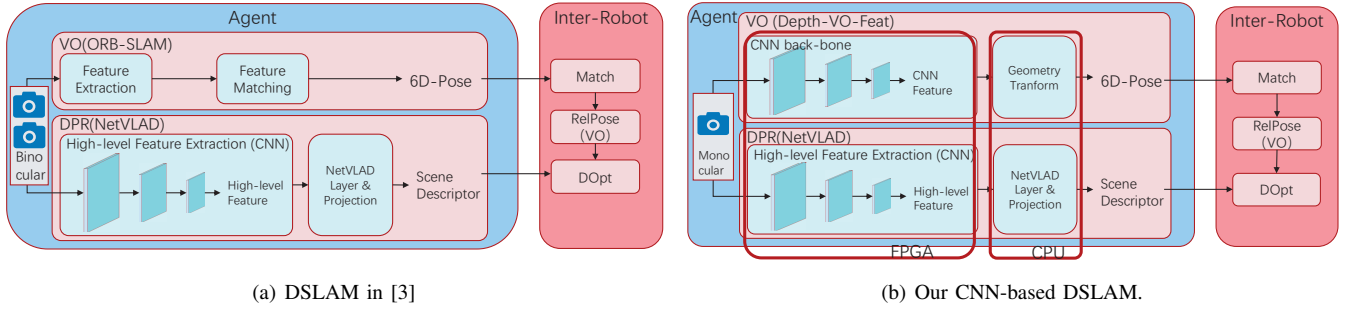 Agent
Inter-Robot
VO(ORB-SLAM)
Feature
Extraction
Feature
Matching
6D-Pose
Match
RelPose
(VO)
DOpt
Bino
cular
DPR(NetVLAD)
High-level Feature Extraction (CNN)
High-level
Feature
NetVLAD
Layer &
Projection
Scene
Descriptor
(a) DSLAM in [3]
Agent
Inter-Robot
VO (Depth-VO-Feat)
CNN back-bone
CNN
Feature
Geometry
Tranform
6D-Pose
Match
RelPose
(VO)
DOpt
Mono
cular
DPR(NetVLAD)
High-level Feature Extraction (CNN)
High-level
Feature
NetVLAD
Layer &
Projection
Scene
Descriptor
FPGA
CPU
(b) Our CNN-based DSLAM.